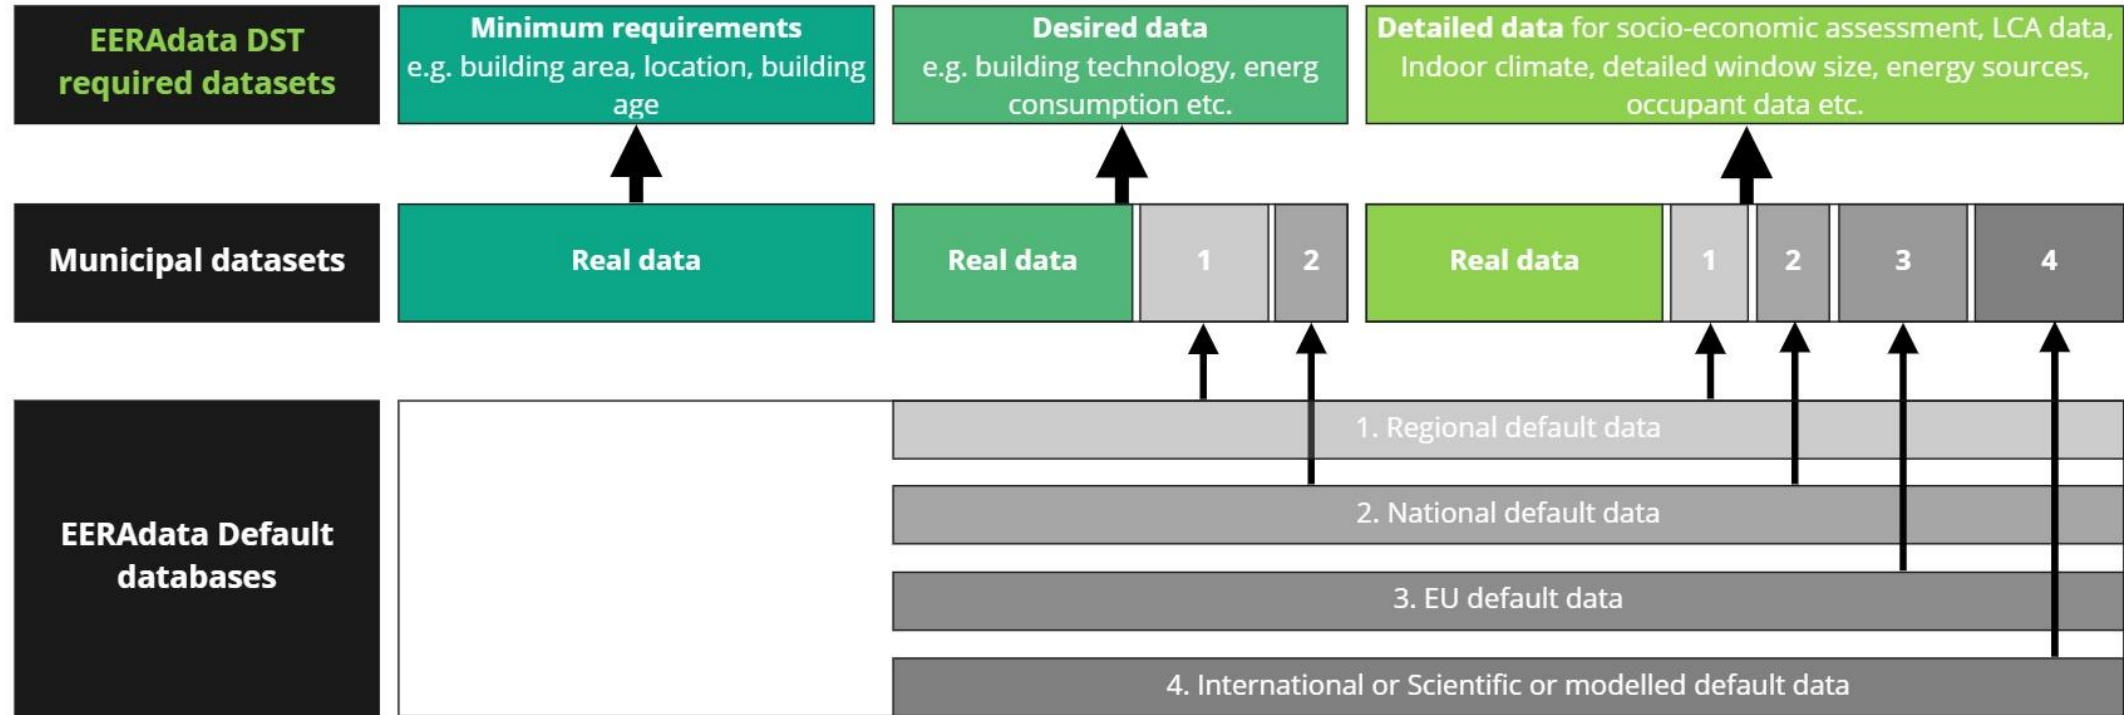 EERAdata DST
required datasets
Minimum requirements
e.g. building area, location, building
age
Desired data
e.g. building technology, energ
consumption etc.
Detailed data for socio-economic assessment, LCA data,
Indoor climate, detailed window size, energy sources,
occupant data etc.
Municipal datasets
Real data
Real data
1
2
Real data
1
2
3
4
EERAdata Default
databases
1. Regional default data
2. National default data
3. EU default data
4. International or Scientific or modelled default data